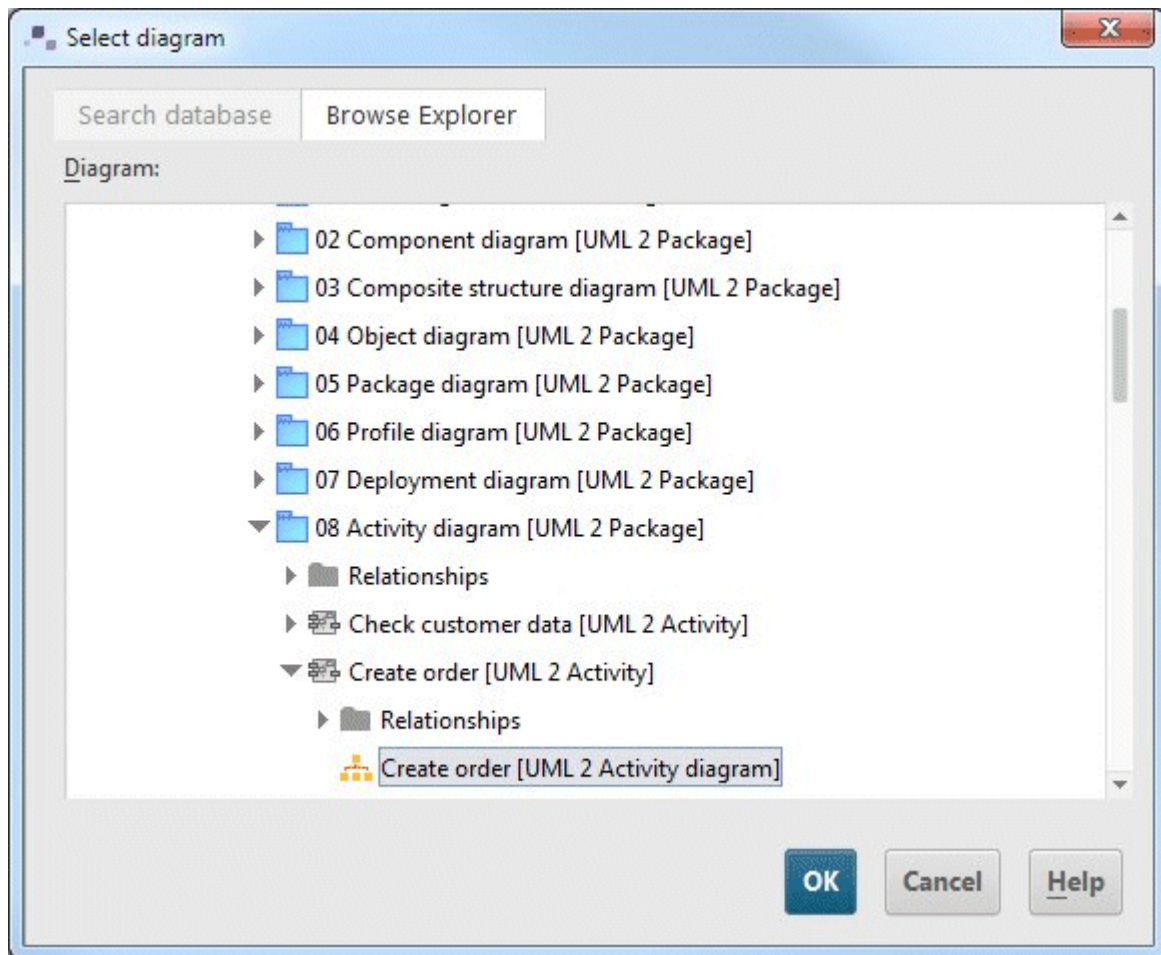 Select diagram
Search database
Browse Explorer
Diagram:
02 Component diagram [UML 2 Package]
03 Composite structure diagram [UML 2 Package]
04 Object diagram [UML 2 Package]
05 Package diagram [UML 2 Package]
06 Profile diagram [UML 2 Package]
07 Deployment diagram [UML 2 Package]
08 Activity diagram [UML 2 Package]
Relationships
Check customer data [UML 2 Activity]
Create order [UML 2 Activity]
Relationships
Create order [UML 2 Activity diagram]
OK
Cancel
Help